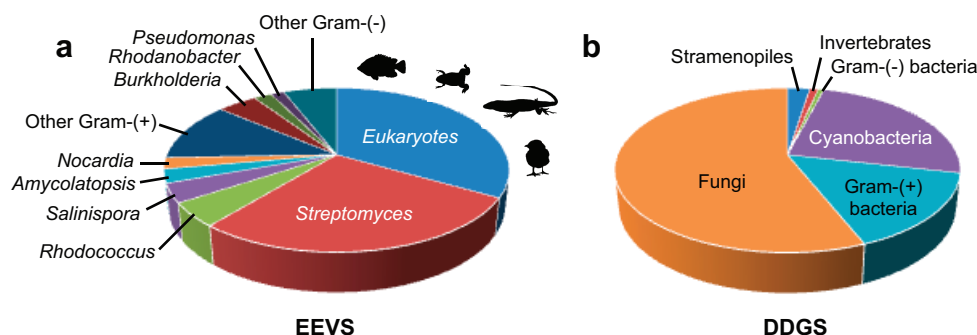 a
Pseudomonas
Rhodanobacter
Burkholderia
Other Gram-(-)
Other Gram-(+)
Nocardia
Amycolatopsis
Salinispora
Rhodococcus
Eukaryotes
Streptomyces
EEVS
b
Stramenopiles
Invertebrates
Gram-(-) bacteria
Cyanobacteria
Gram-(+)
bacteria
Fungi
DDGS